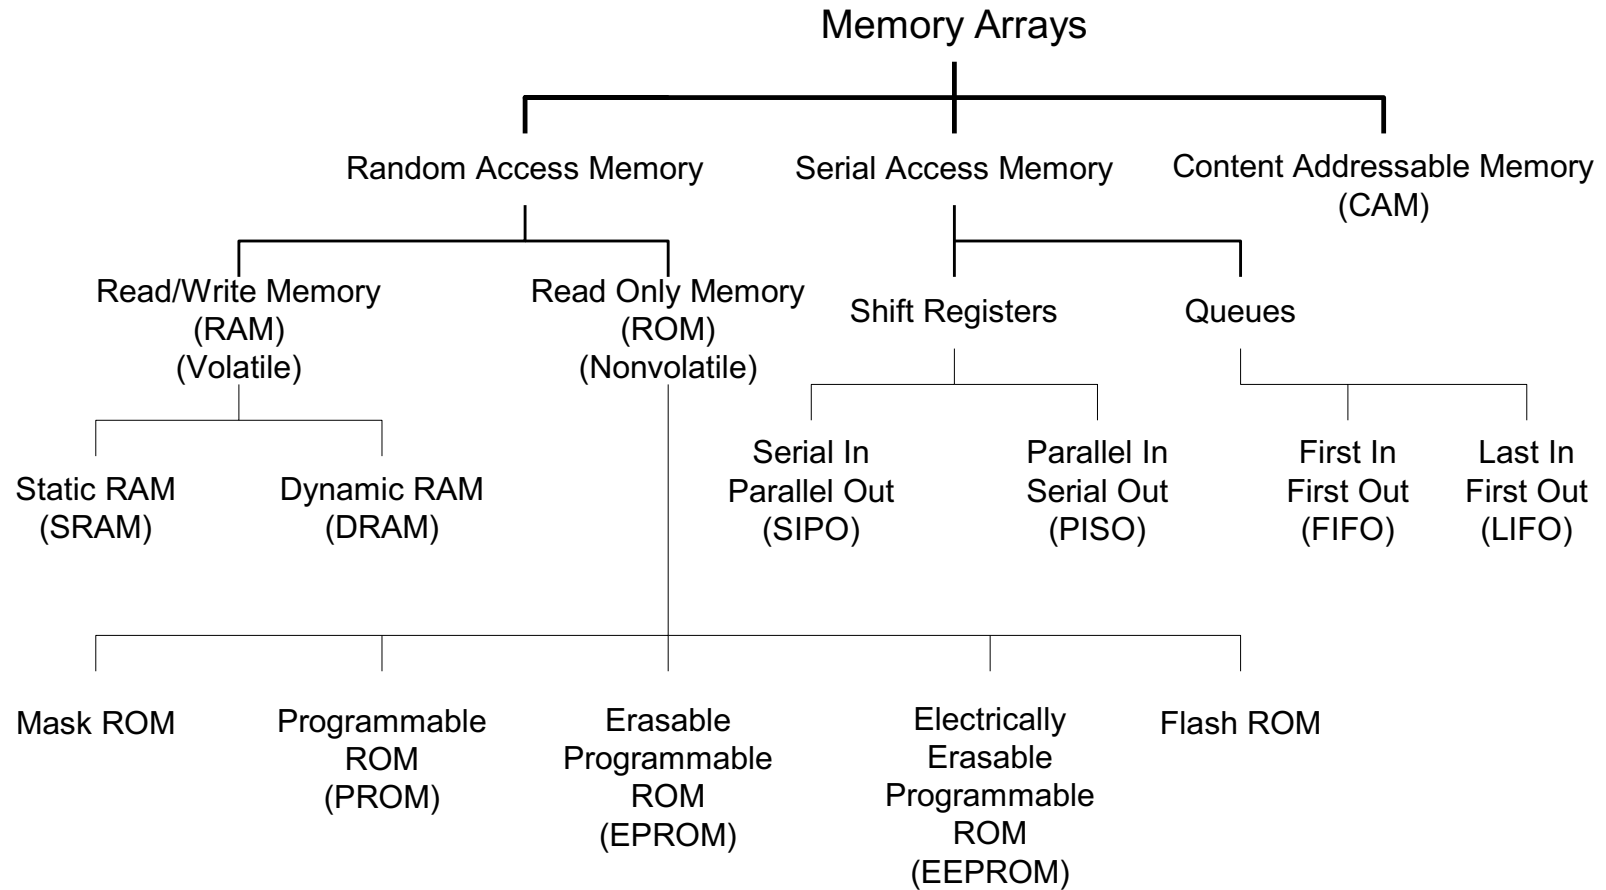 Memory Arrays
Random Access Memory
Serial Access Memory
Content Addressable Memory
(CAM)
Read/Write Memory
(RAM)
(Volatile)
Read Only Memory
(ROM)
(Nonvolatile)
Shift Registers
Queues
Static RAM
(SRAM)
Dynamic RAM
(DRAM)
Serial In
Parallel Out
(SIPO)
Parallel In
Serial Out
(PISO)
First In
First Out
(FIFO)
Last In
First Out
(LIFO)
Mask ROM
Programmable
ROM
(PROM)
Erasable
Programmable
ROM
(EPROM)
Electrically
Erasable
Programmable
ROM
(EEPROM)
Flash ROM